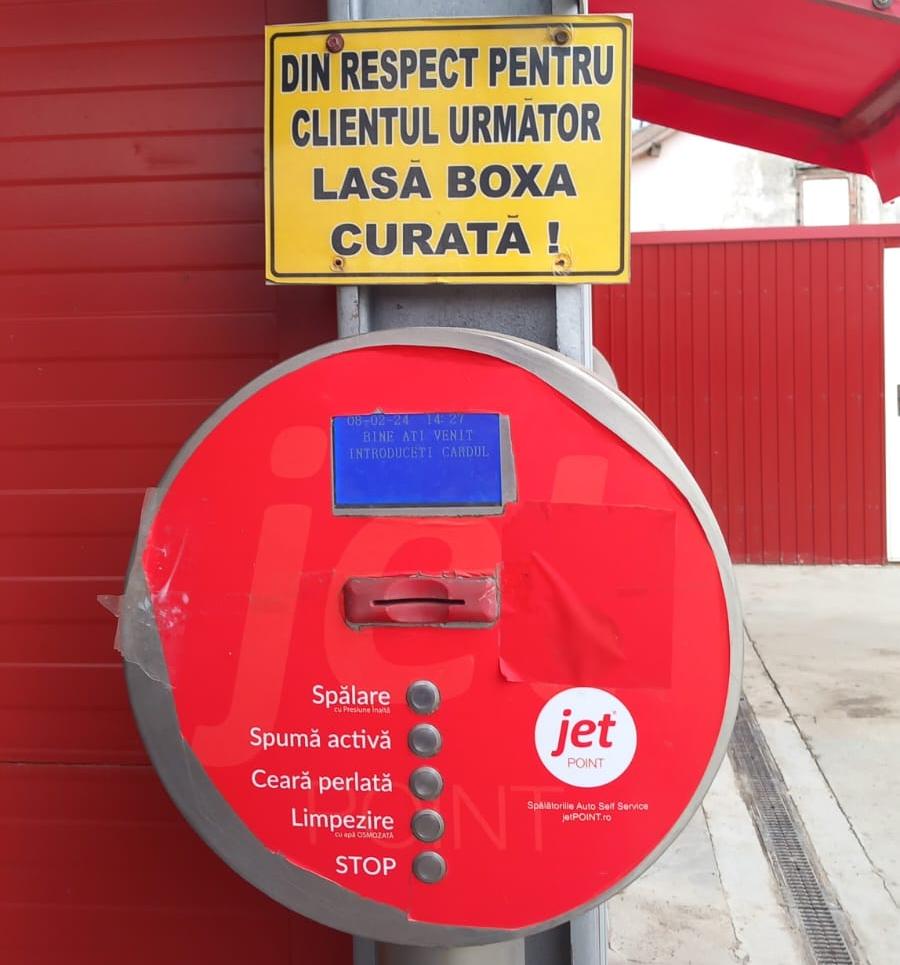 DIN RESPECT PENTRU
CLIENTUL URMĂTOR
LASĂ BOXA
CURATĂ !
08-02-24 14:27
BINE ATI VENIT
INTRODUCETI CARDUL
jet
Spălare
cu Presiune Înaltă
Spumă activă
Ceară perlată
Limpezire
cu apă OSMOZATĂ
STOP
POINT
jet
POINT
Spălătoriile Auto Self Service
jetPOINT.ro